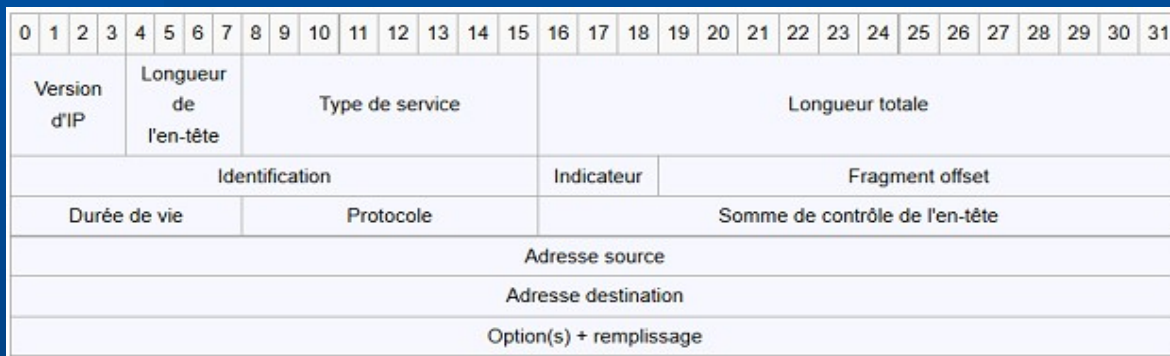 0 1 2 3 4 5 6 7 8 9 10 11 12 13 14 15 16 17 18 19 20 21 22 23 24 25 26 27 28 29 30 31
Version
d'IP
Longueur
de
l'en-tête
Type de service
Longueur totale
Identification
Indicateur
Fragment offset
Durée de vie
Protocole
Somme de contrôle de l'en-tête
Adresse source
Adresse destination
Option(s) + remplissage